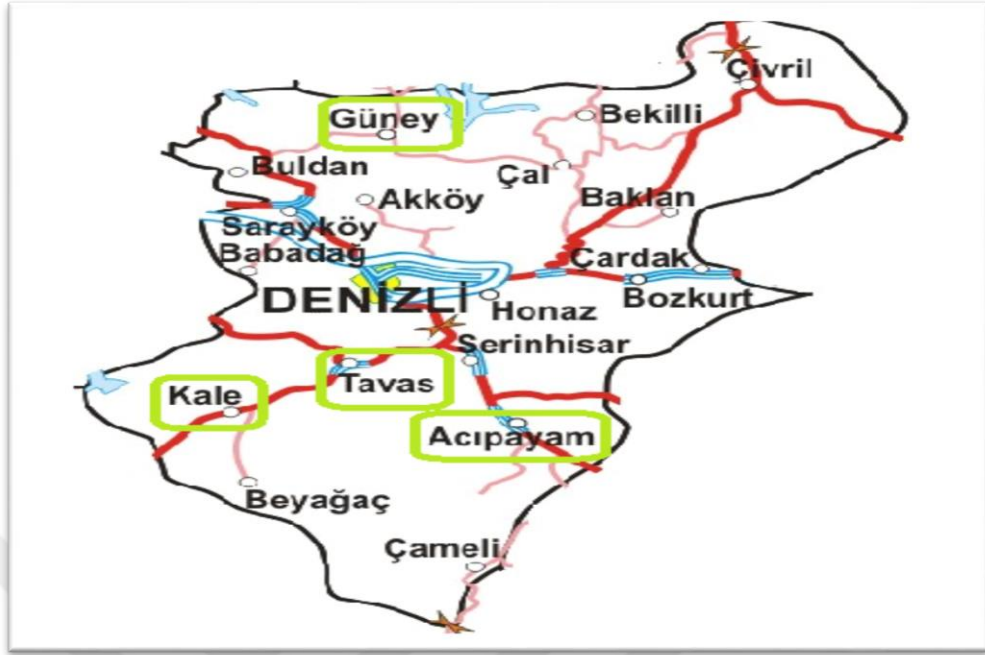 Çivril
Güney
Bekilli
Buldan
Çal
Akköy
Baklan
Sarayköy
Babadağ
Çardak
DENİZLİ
Honaz
Bozkurt
Serinhisar
Tavas
Kale
Acıpayam
Beyağaç
Çameli